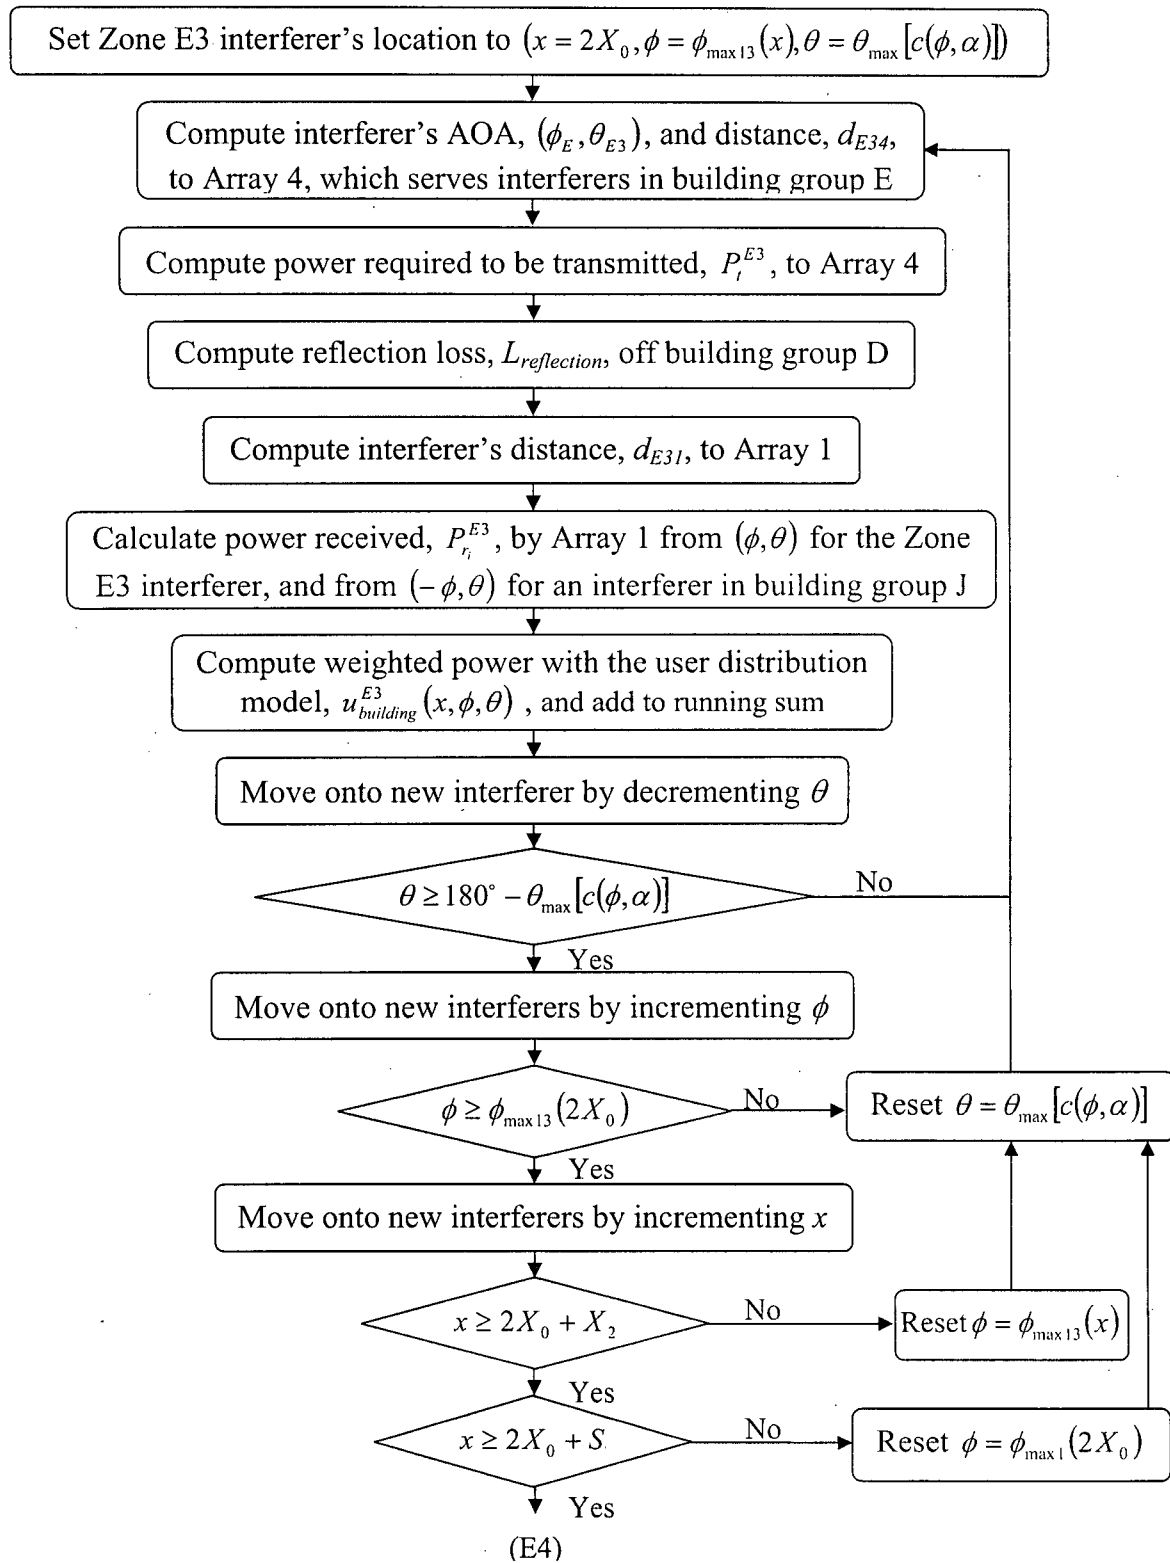 Set Zone E3 interferer's location to (x = 2X₀, ϕ = ϕ_max13(x), θ = θ_max[c(ϕ, α)])
Compute interferer's AOA, (ϕ_E, θ_E3), and distance, d_E34,
to Array 4, which serves interferers in building group E
Compute power required to be transmitted, P_t^E3, to Array 4
Compute reflection loss, L_reflection, off building group D
Compute interferer's distance, d_E31, to Array 1
Calculate power received, P_r_i^E3, by Array 1 from (ϕ, θ) for the Zone
E3 interferer, and from (−ϕ, θ) for an interferer in building group J
Compute weighted power with the user distribution
model, u_building^E3(x, ϕ, θ) , and add to running sum
Move onto new interferer by decrementing θ
θ ≥ 180° − θ_max[c(ϕ, α)]
No
Yes
Move onto new interferers by incrementing ϕ
ϕ ≥ ϕ_max13(2X₀)
No
Reset θ = θ_max[c(ϕ, α)]
Yes
Move onto new interferers by incrementing x
x ≥ 2X₀ + X₂
No
Reset ϕ = ϕ_max13(x)
Yes
x ≥ 2X₀ + S
No
Reset ϕ = ϕ_max1(2X₀)
Yes
(E4)